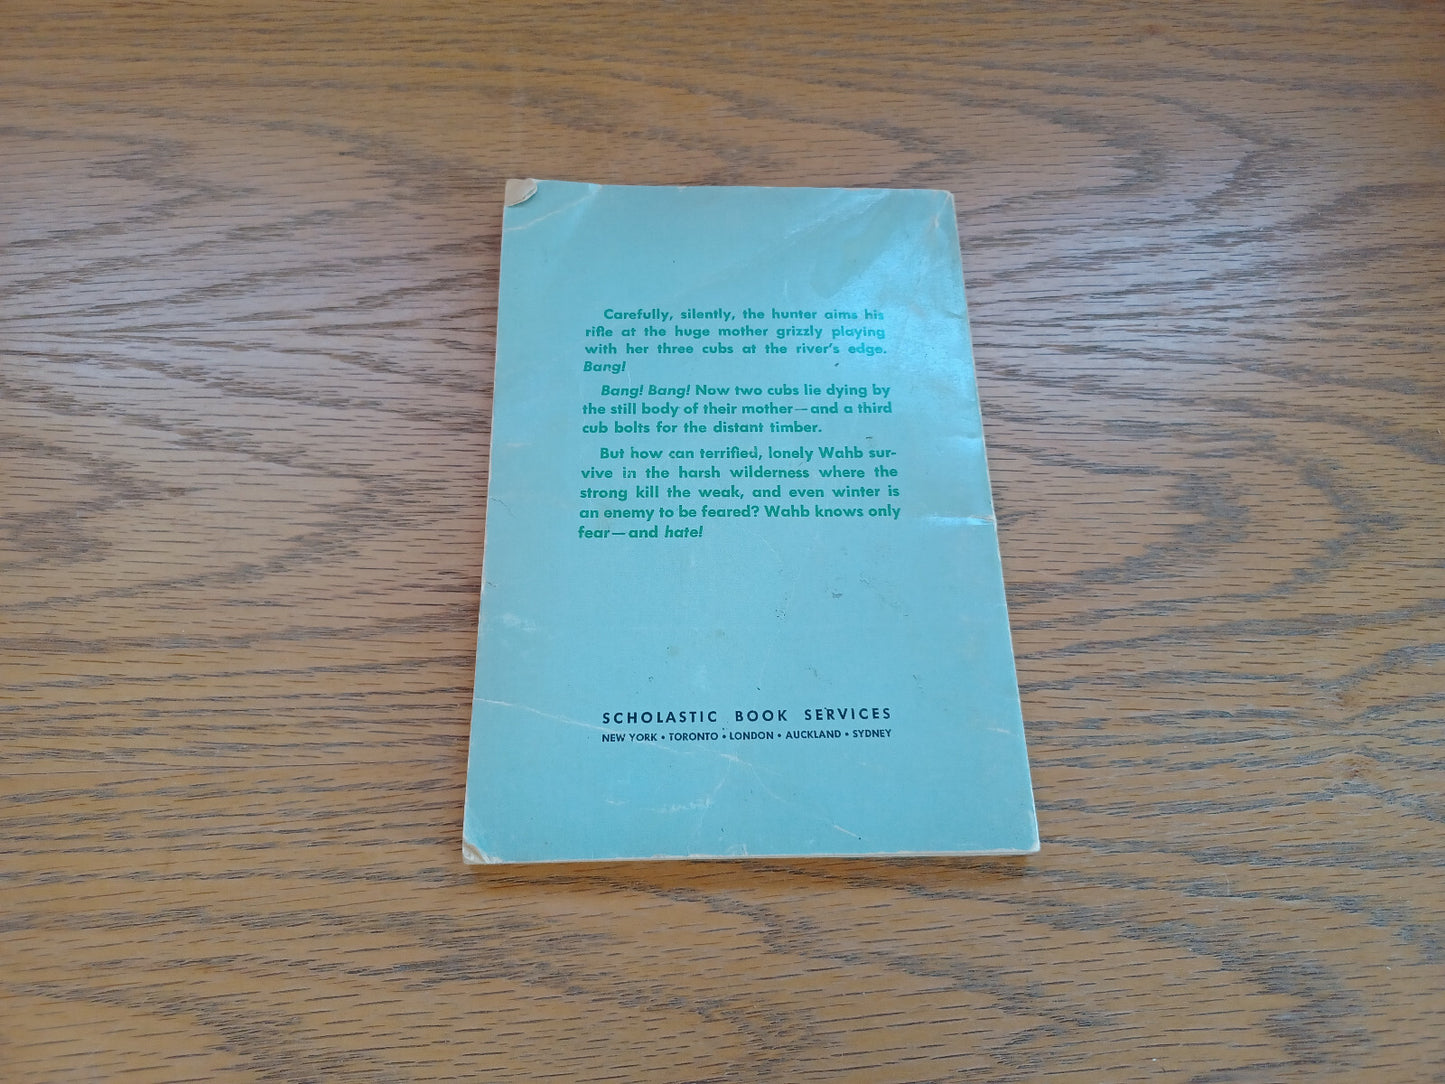 Carefully, silently, the hunter aims his
rifle at the huge mother grizzly playing
with her three cubs at the river's edge.
Bang!
Bang! Bang! Now two cubs lie dying by
the still body of their mother—and a third
cub bolts for the distant timber.
But how can terrified, lonely Wahb sur-
vive in the harsh wilderness where the
strong kill the weak, and even winter is
an enemy to be feared? Wahb knows only
fear—and hate!
SCHOLASTIC BOOK SERVICES
NEW YORK • TORONTO • LONDON • AUCKLAND • SYDNEY